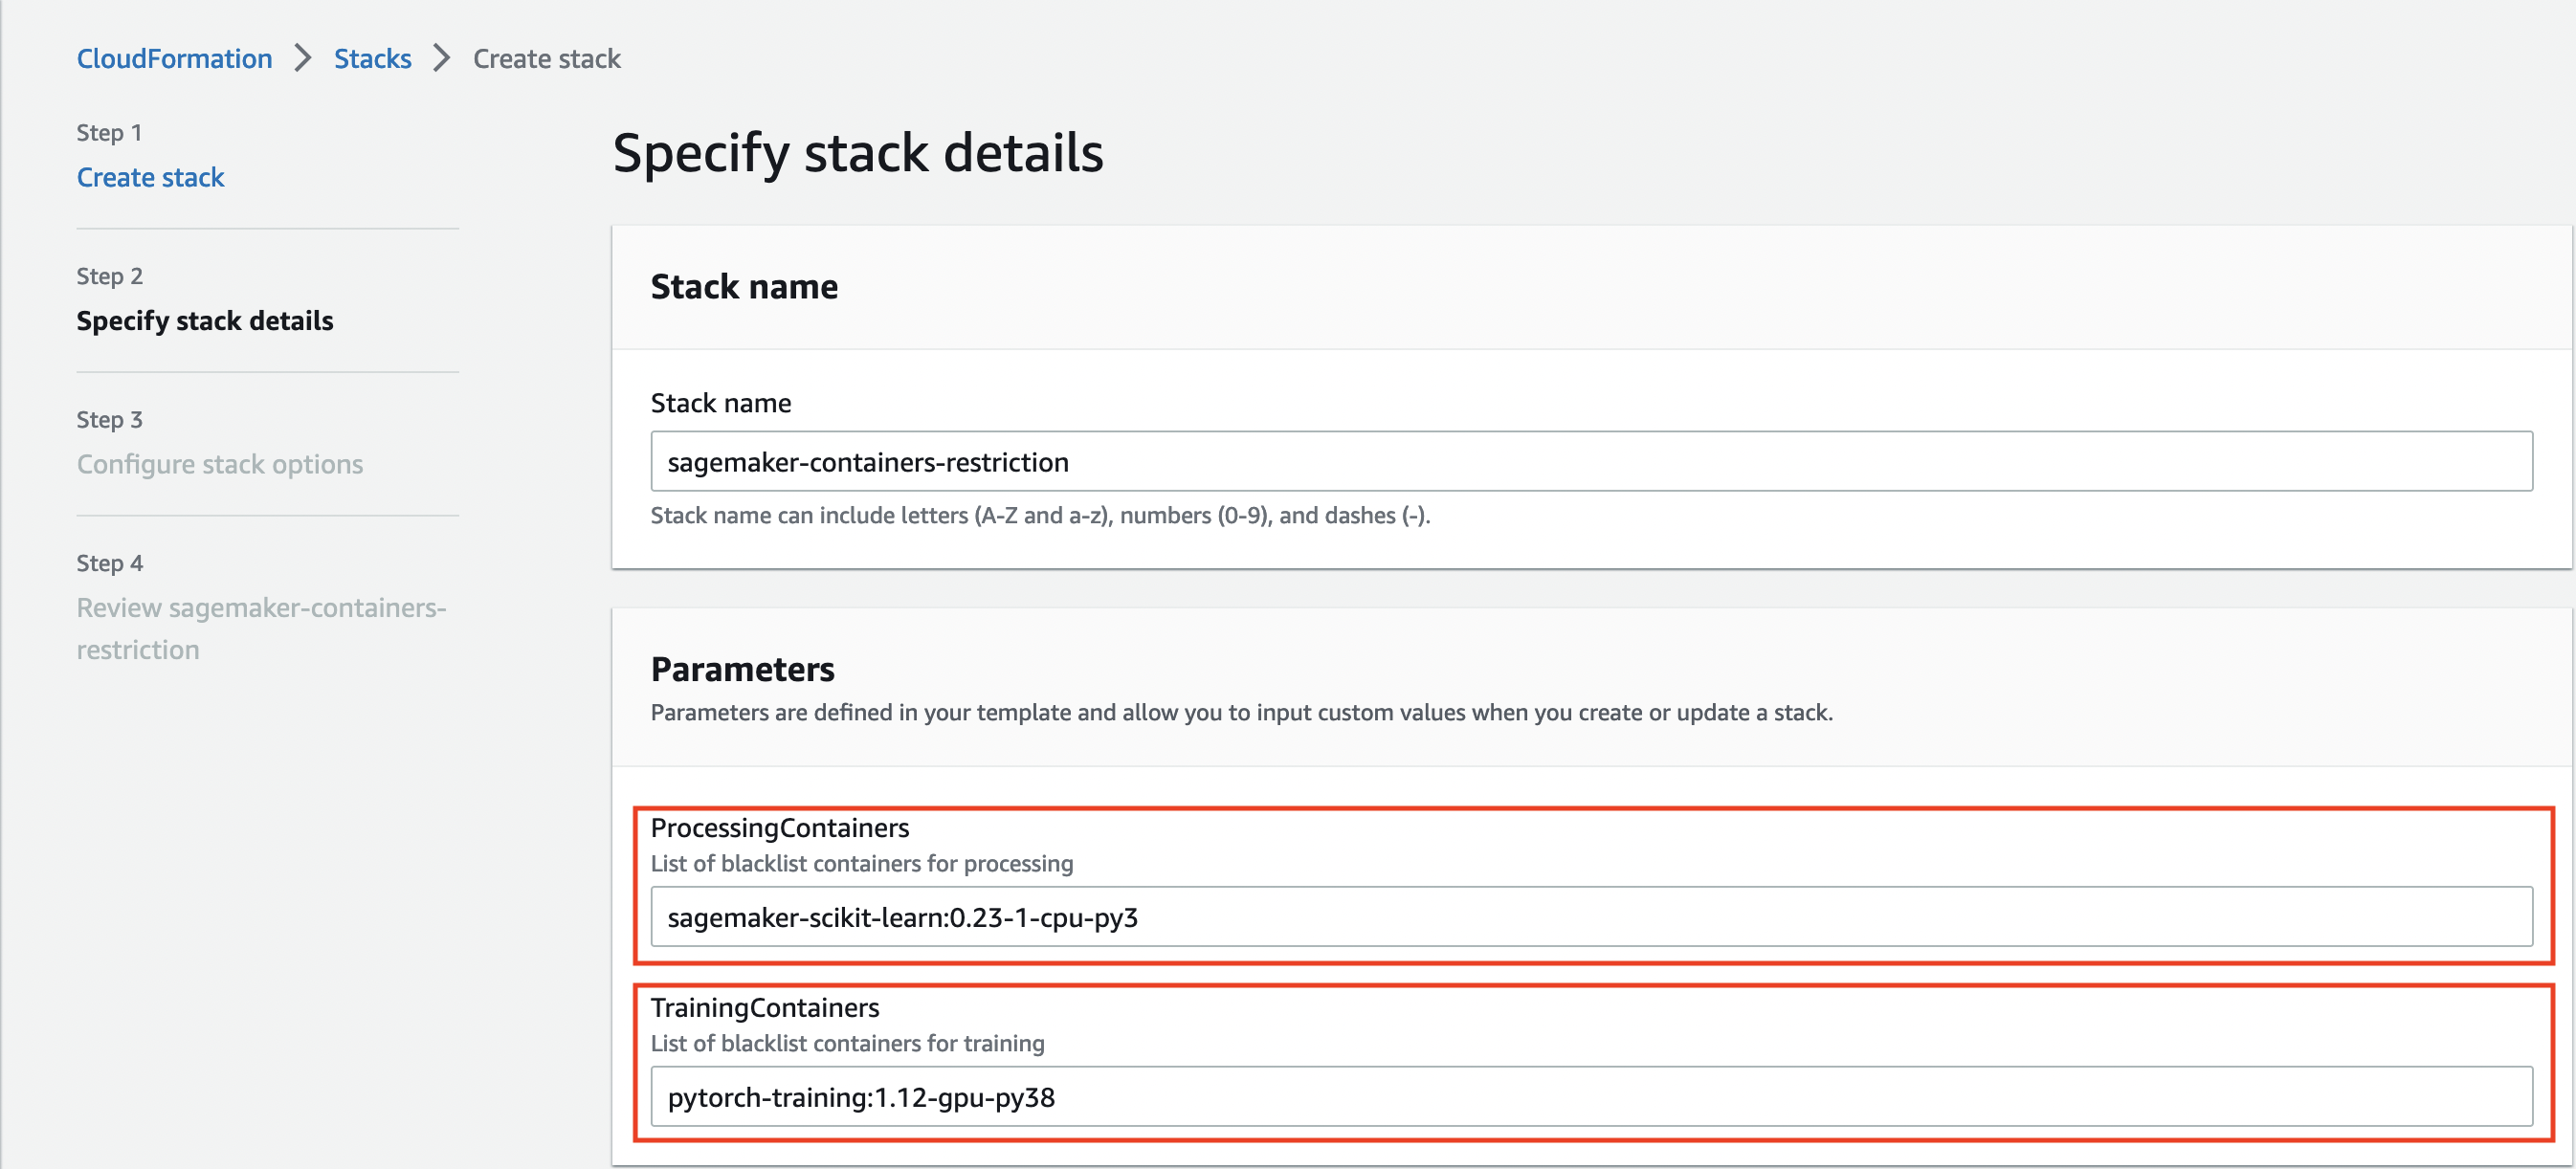 CloudFormation > Stacks > Create stack
Step 1
Create stack
Step 2
Specify stack details
Step 3
Configure stack options
Step 4
Review sagemaker-containers-
restriction
Specify stack details
Stack name
Stack name
sagemaker-containers-restriction
Stack name can include letters (A-Z and a-z), numbers (0-9), and dashes (-).
Parameters
Parameters are defined in your template and allow you to input custom values when you create or update a stack.
ProcessingContainers
List of blacklist containers for processing
sagemaker-scikit-learn:0.23-1-cpu-py3
TrainingContainers
List of blacklist containers for training
pytorch-training:1.12-gpu-py38